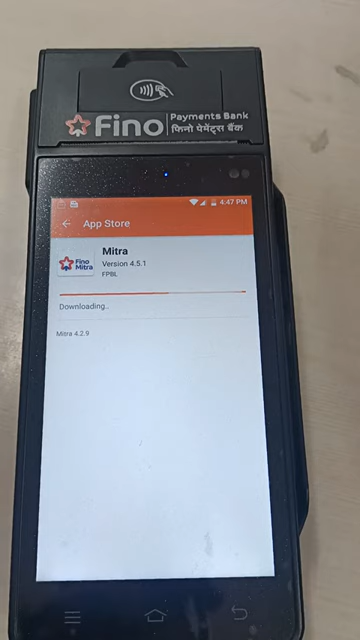 Fino
Payments Bank
फिनो पेमेंट्स बैंक
4:47 PM
App Store
Mitra
Version 4.5.1
FPBL
Fino
Mitra
Downloading..
Mitra 4.2.9